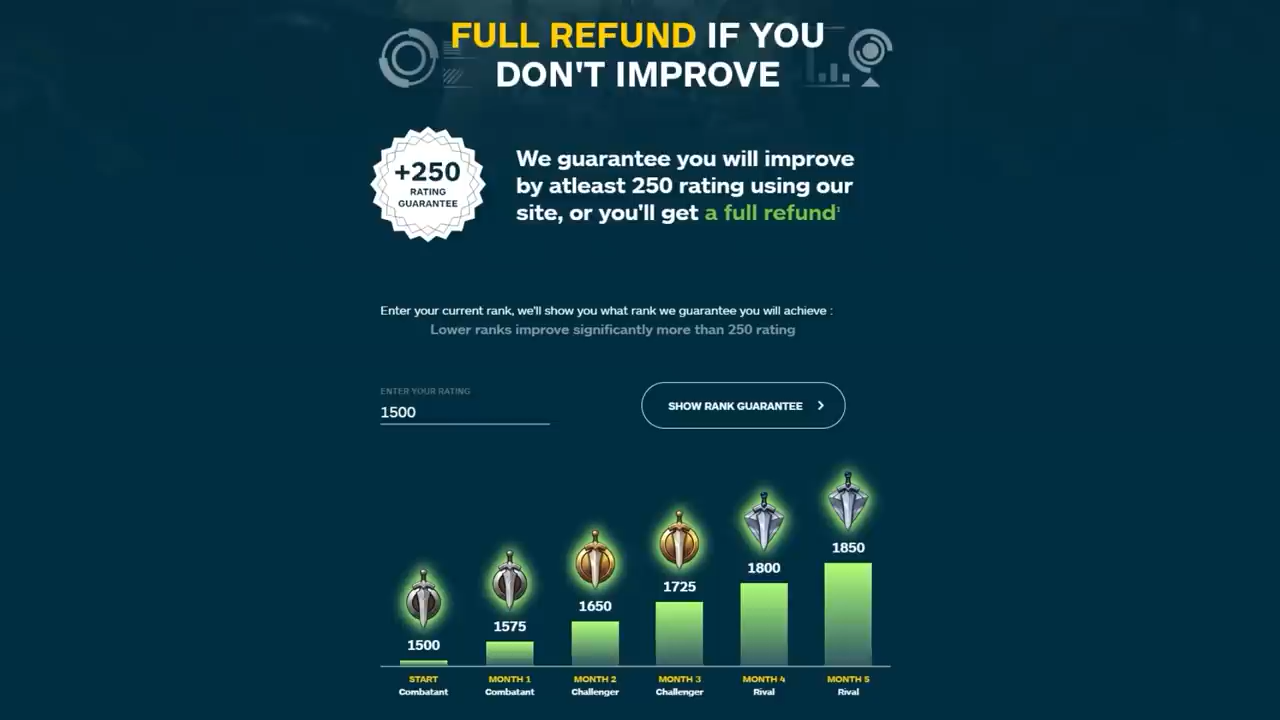 FULL REFUND IF YOU
DON'T IMPROVE
+250
RATING
GUARANTEE
We guarantee you will improve
by atleast 250 rating using our
site, or you'll get a full refund¹
Enter your current rank, we'll show you what rank we guarantee you will achieve :
Lower ranks improve significantly more than 250 rating
ENTER YOUR RATING
1500
SHOW RANK GUARANTEE
1500
1575
1650
1725
1800
1850
START
Combatant
MONTH 1
Combatant
MONTH 2
Challenger
MONTH 3
Challenger
MONTH 4
Rival
MONTH 5
Rival